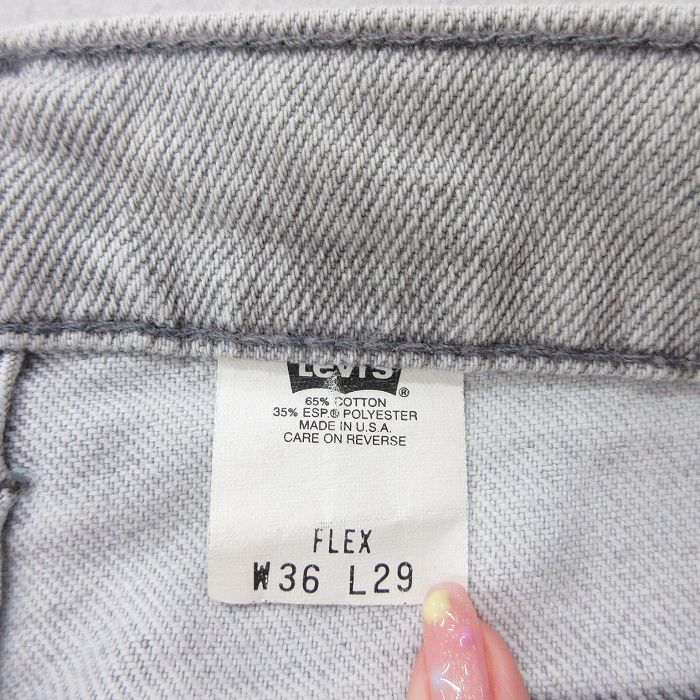 Levi's®
65% COTTON
35% ESP.® POLYESTER
MADE IN U.S.A.
CARE ON REVERSE
FLEX
W36 L29